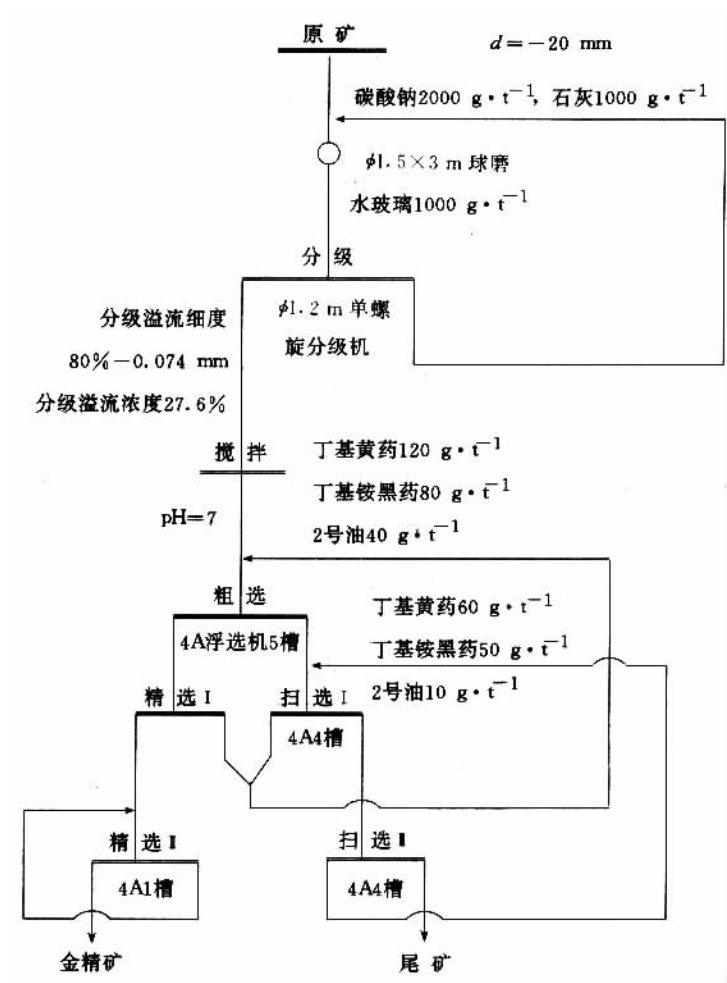 原 矿
d=-20 mm
碳酸钠2000 g·t⁻¹, 石灰1000 g·t⁻¹
φ1.5×3 m 球磨
水玻璃1000 g·t⁻¹
分 级
φ1.2 m 单螺
旋分级机
分级溢流细度
80%-0.074 mm
分级溢流浓度27.6%
搅 拌
丁基黄药120 g·t⁻¹
丁基铵黑药80 g·t⁻¹
2号油40 g·t⁻¹
pH=7
粗 选
4A浮选机5槽
丁基黄药60 g·t⁻¹
丁基铵黑药50 g·t⁻¹
2号油10 g·t⁻¹
精 选 Ⅰ
扫 选 Ⅰ
4A4槽
精 选 Ⅱ
扫 选 Ⅱ
4A1槽
4A4槽
金精矿
尾 矿